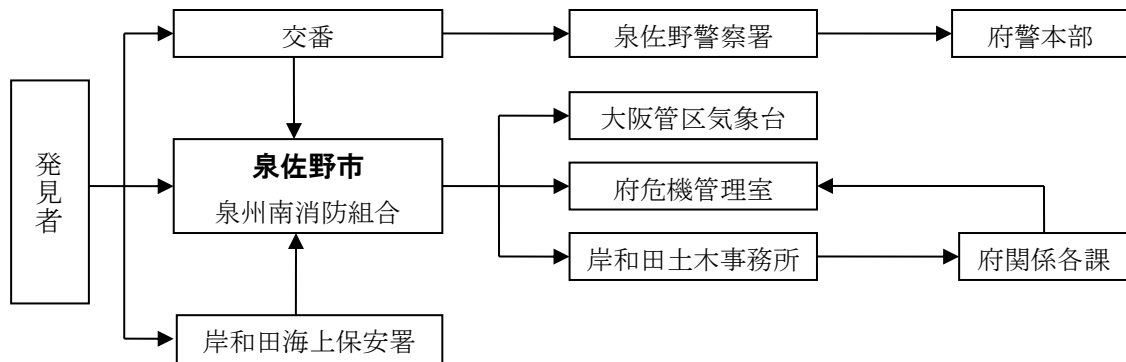 交番
泉佐野警察署
府警本部
発見者
大阪管区気象台
泉佐野市
泉州南消防組合
府危機管理室
岸和田土木事務所
府関係各課
岸和田海上保安署